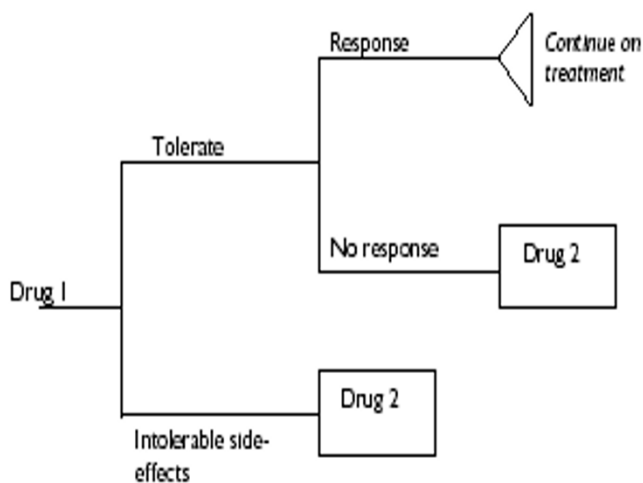 Response
Continue on
treatment
Tolerate
No response
Drug 2
Drug 1
Drug 2
Intolerable side-
effects